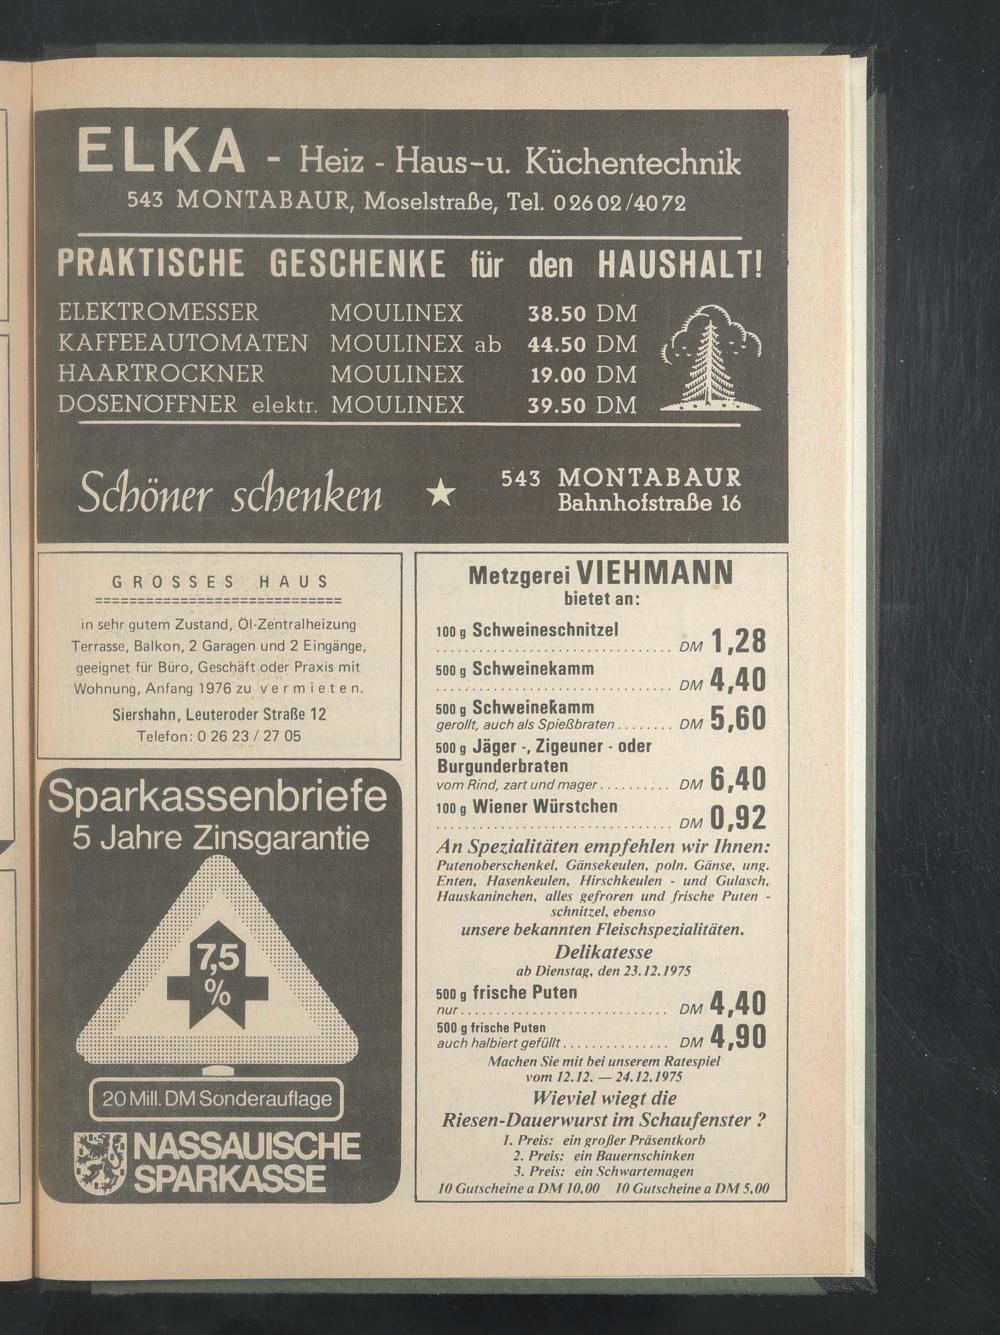 ELKA - Heiz - Haus-u. Küchentechnik
543 MONTABAUR, Moselstraße, Tel. 02602/4072
PRAKTISCHE GESCHENKE für den HAUSHALT!
ELEKTROMESSER MOULINEX 38.50 DM
KAFFEEAUTOMATEN MOULINEX ab 44.50 DM
HAARTROCKNER MOULINEX 19.00 DM
DOSENÖFFNER elektr. MOULINEX 39.50 DM
Schöner schenken ★ 543 MONTABAUR
Bahnhofstraße 16
GROSSES HAUS
==============================
in sehr gutem Zustand, Öl-Zentralheizung
Terrasse, Balkon, 2 Garagen und 2 Eingänge,
geeignet für Büro, Geschäft oder Praxis mit
Wohnung, Anfang 1976 zu vermieten.
Siershahn, Leuteroder Straße 12
Telefon: 0 26 23 / 27 05
Sparkassenbriefe
5 Jahre Zinsgarantie
7,5
%
20 Mill. DM Sonderauflage
NASSAUISCHE
SPARKASSE
Metzgerei VIEHMANN
bietet an:
100 g Schweineschnitzel
................................ DM 1,28
500 g Schweinekamm
................................ DM 4,40
500 g Schweinekamm
gerollt, auch als Spießbraten ........ DM 5,60
500 g Jäger -, Zigeuner - oder
Burgunderbraten
vom Rind, zart und mager .......... DM 6,40
100 g Wiener Würstchen
................................ DM 0,92
An Spezialitäten empfehlen wir Ihnen:
Putenoberschenkel, Gänsekeulen, poln. Gänse, ung.
Enten, Hasenkeulen, Hirschkeulen - und Gulasch,
Hauskaninchen, alles gefroren und frische Puten -
schnitzel, ebenso
unsere bekannten Fleischspezialitäten.
Delikatesse
ab Dienstag, den 23.12.1975
500 g frische Puten
nur ............................ DM 4,40
500 g frische Puten
auch halbiert gefüllt .............. DM 4,90
Machen Sie mit bei unserem Ratespiel
vom 12.12. — 24.12.1975
Wieviel wiegt die
Riesen-Dauerwurst im Schaufenster ?
1. Preis: ein großer Präsentkorb
2. Preis: ein Bauernschinken
3. Preis: ein Schwartemagen
10 Gutscheine a DM 10,00 10 Gutscheine a DM 5,00